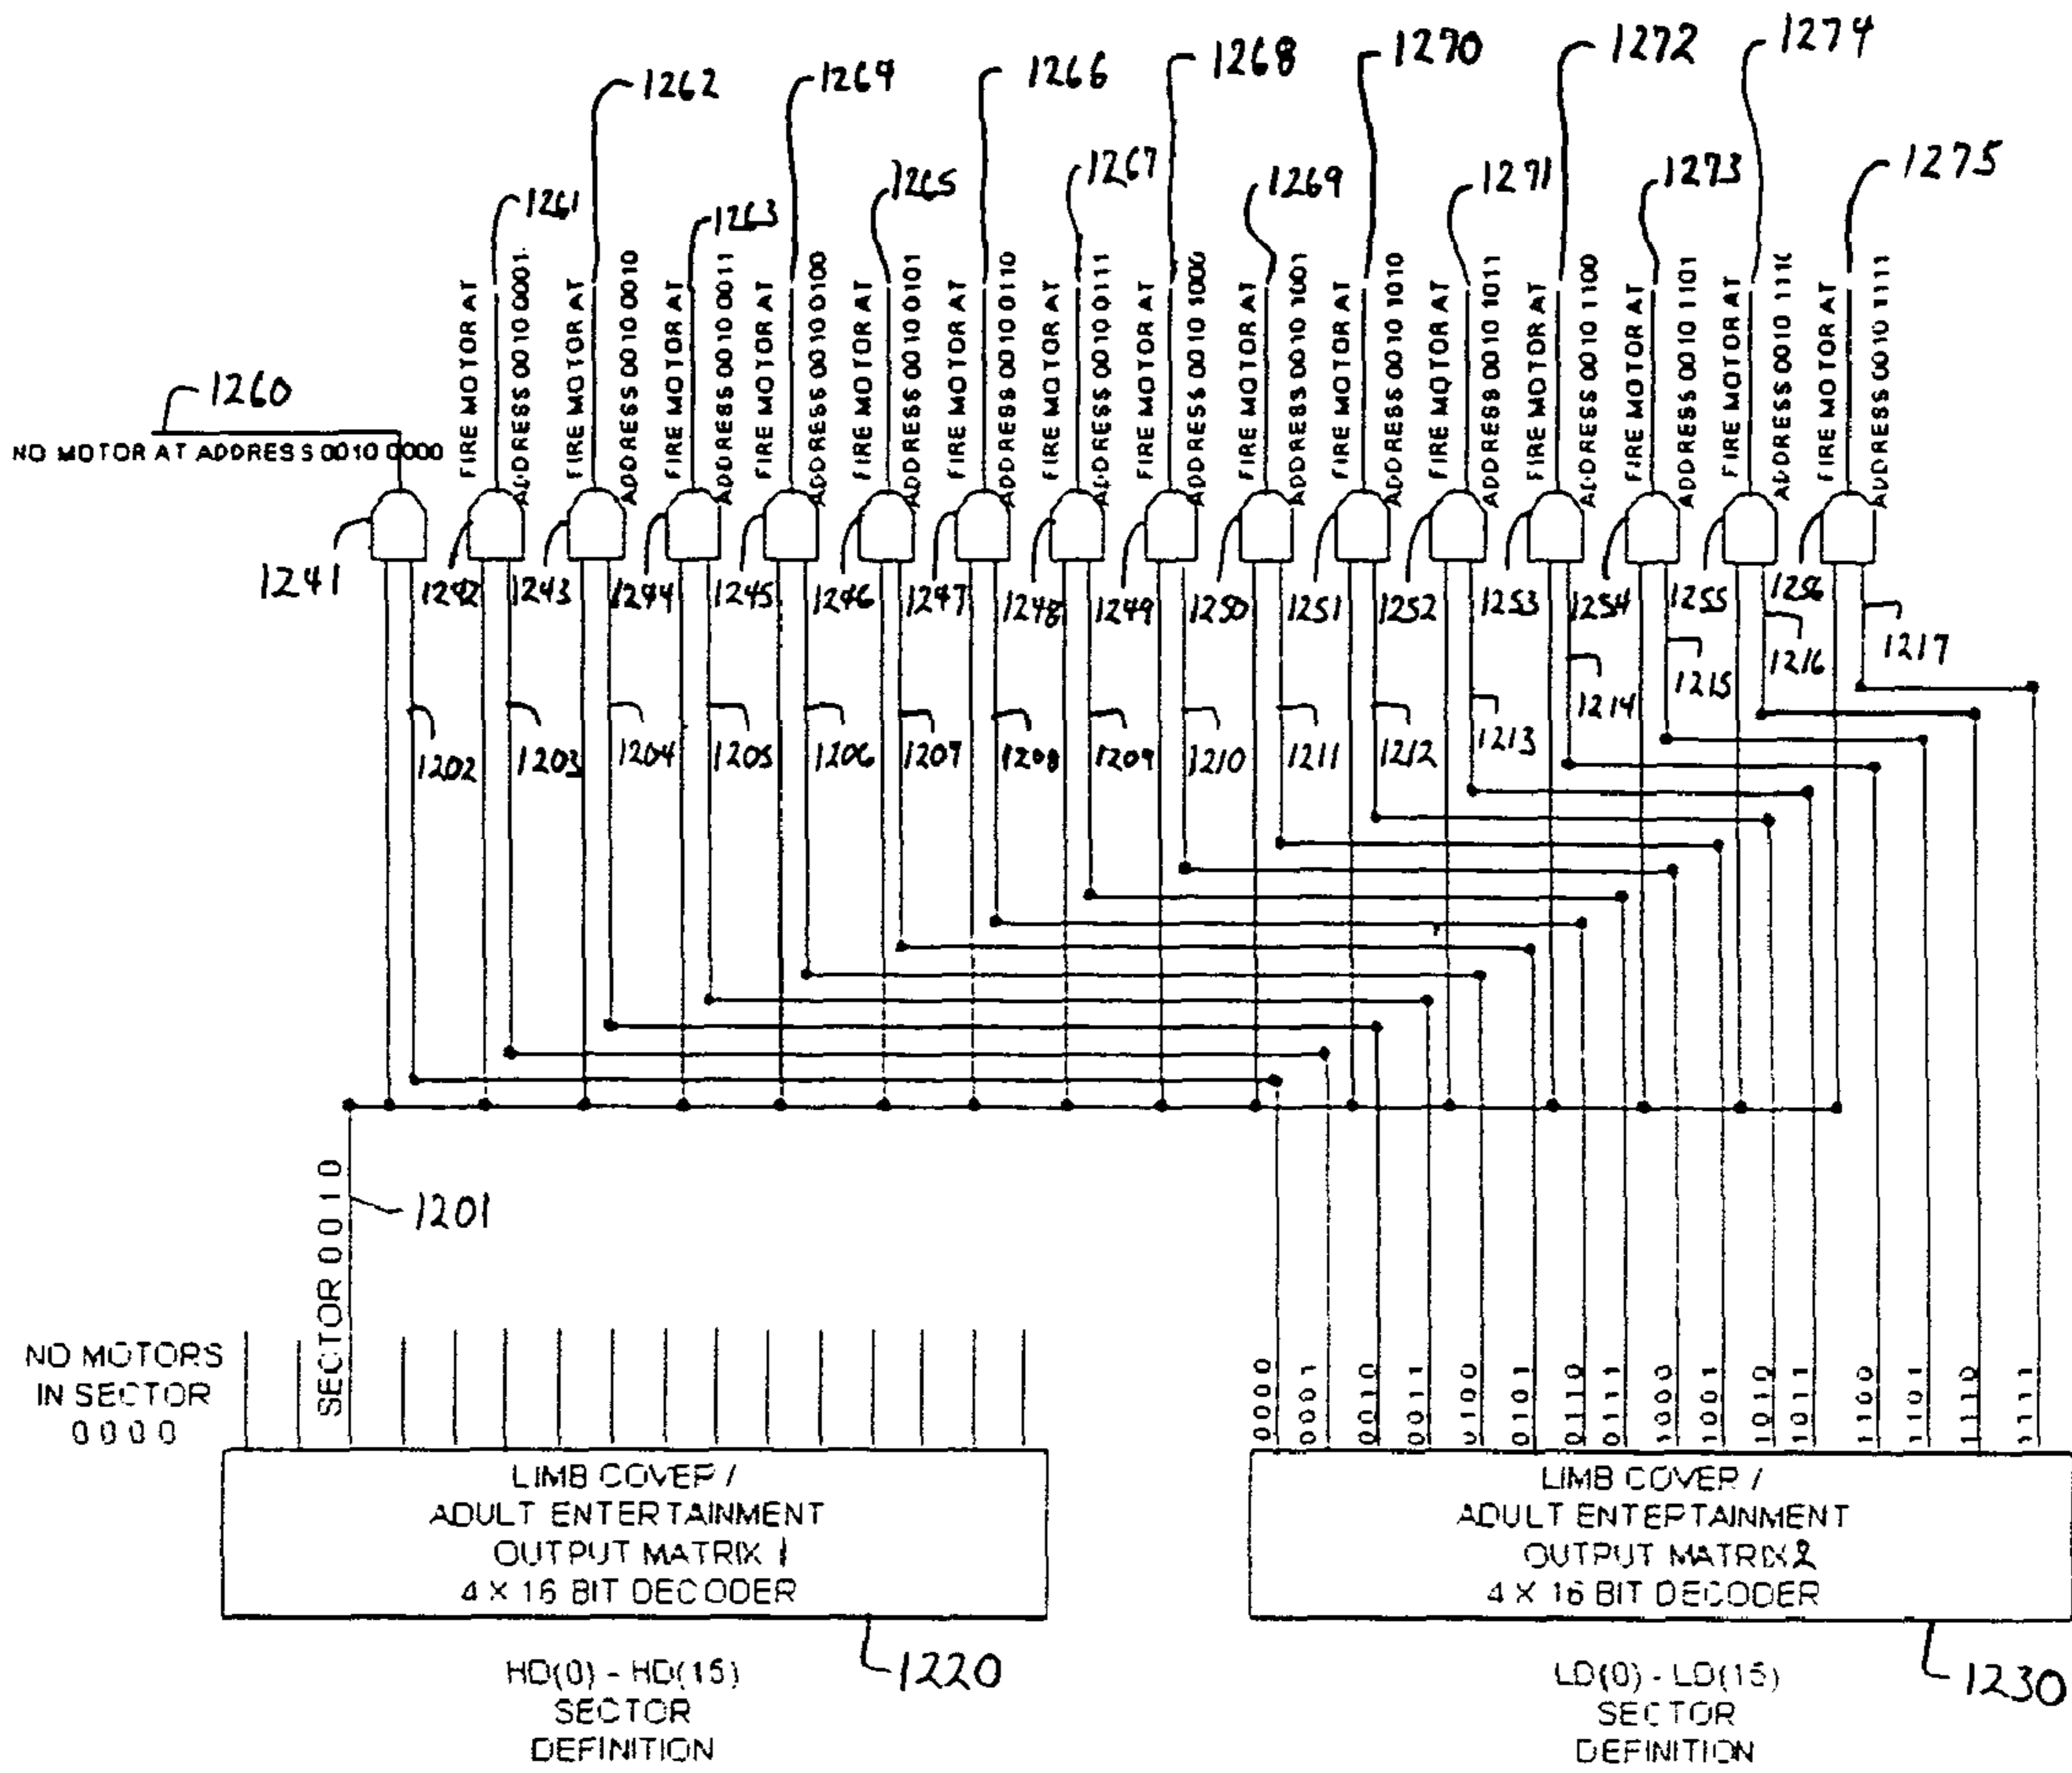 1260
1261
1262
1263
1264
1265
1266
1267
1268
1269
1270
1271
1272
1273
1274
1275
NO MOTOR AT ADDRESS 0010 0000
FIRE MOTOR AT
ADDRESS 0010 0001
FIRE MOTOR AT
ADDRESS 0010 0010
FIRE MOTOR AT
ADDRESS 0010 0011
FIRE MOTOR AT
ADDRESS 0010 0100
FIRE MOTOR AT
ADDRESS 0010 0101
FIRE MOTOR AT
ADDRESS 0010 0110
FIRE MOTOR AT
ADDRESS 0010 0111
FIRE MOTOR AT
ADDRESS 0010 1000
FIRE MOTOR AT
ADDRESS 0010 1001
FIRE MOTOR AT
ADDRESS 0010 1010
FIRE MOTOR AT
ADDRESS 0010 1011
FIRE MOTOR AT
ADDRESS 0010 1100
FIRE MOTOR AT
ADDRESS 0010 1101
FIRE MOTOR AT
ADDRESS 0010 1110
FIRE MOTOR AT
ADDRESS 0010 1111
1241
1242
1243
1244
1245
1246
1247
1248
1249
1250
1251
1252
1253
1254
1255
1256
1202
1203
1204
1205
1206
1207
1208
1209
1210
1211
1212
1213
1214
1215
1216
1217
SECTOR 0010
1201
NO MOTORS
IN SECTOR
0000
0000
0001
0010
0011
0100
0101
0110
0111
1000
1001
1010
1011
1100
1101
1110
1111
LIMB COVER /
ADULT ENTERTAINMENT
OUTPUT MATRIX 1
4 X 16 BIT DECODER
1220
HD(0) - HD(15)
SECTOR
DEFINITION
LIMB COVER /
ADULT ENTERTAINMENT
OUTPUT MATRIX 2
4 X 16 BIT DECODER
1230
LD(0) - LD(15)
SECTOR
DEFINITION